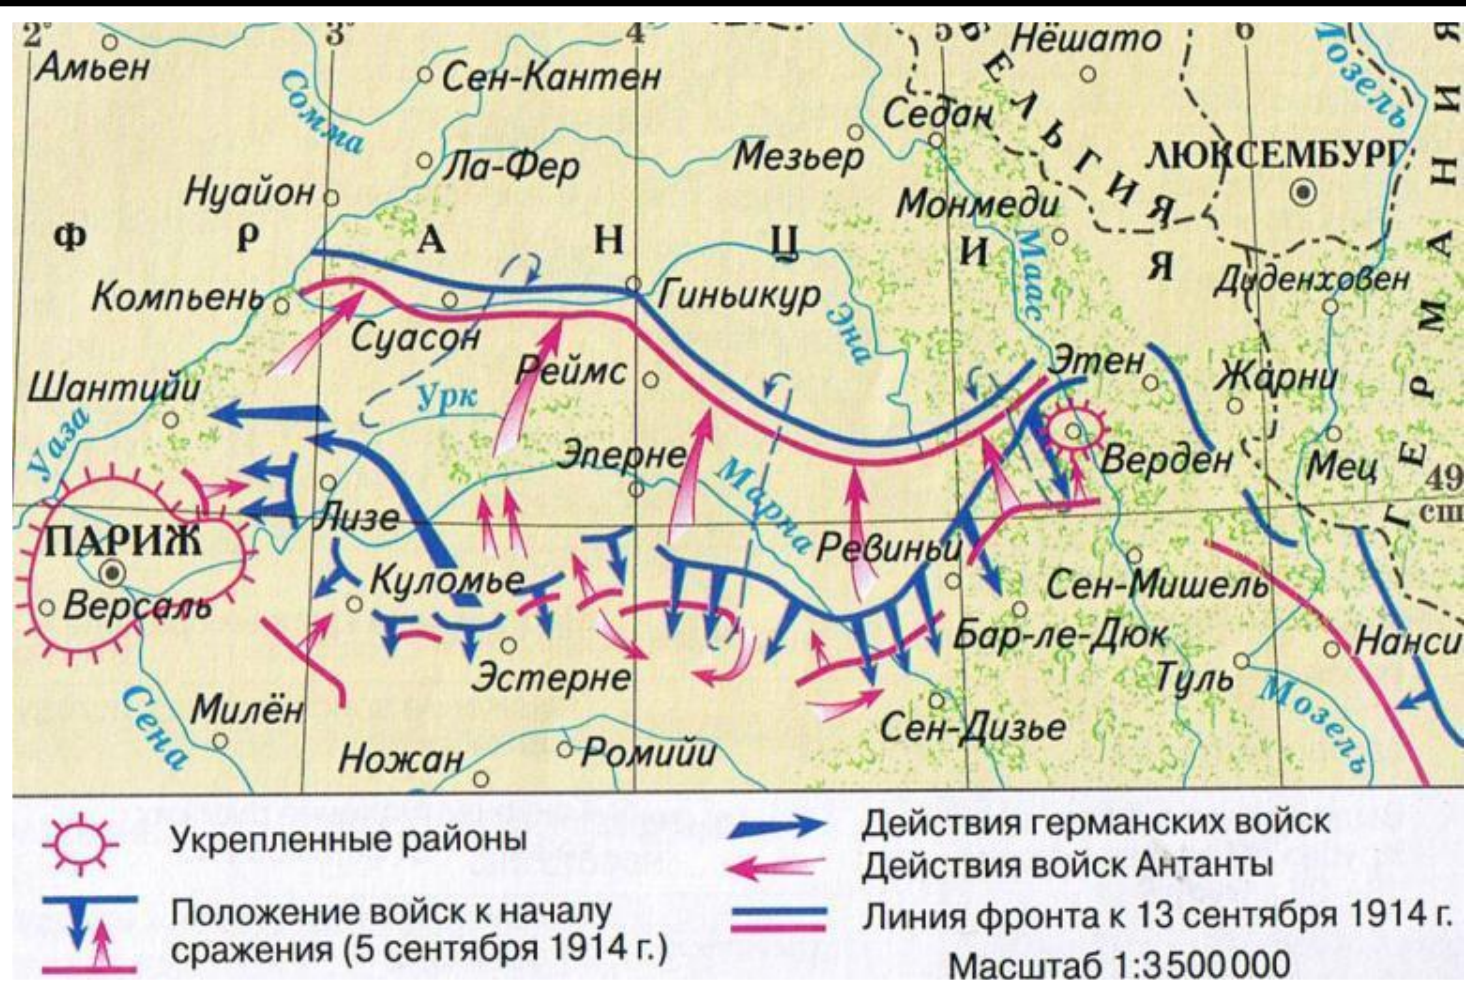 2° 3° 4° 5° 6°
Амьен
Сомма
Сен-Кантен
БЕЛЬГИЯ
Нёшато
Мозель
Седан
Мезьер
ЛЮКСЕМБУРГ
ГЕРМАНИЯ
Ла-Фер
Нуайон
Монмеди
ФРАНЦИЯ
Маас
Диденховен
Компьень
Суасон
Гиньикур
Эна
Реймс
Этен
Жарни
Шантийи
Урк
Уаза
Эперне
Марна
Верден
Мец
49
сш
ПАРИЖ
Лизе
Ревиньи
Версаль
Куломье
Сен-Мишель
Бар-ле-Дюк
Нанси
Эстерне
Туль
Мозель
Сена
Милён
Сен-Дизье
Ножан
Ромийи
Укрепленные районы
Положение войск к началу
сражения (5 сентября 1914 г.)
Действия германских войск
Действия войск Антанты
Линия фронта к 13 сентября 1914 г.
Масштаб 1:3500000